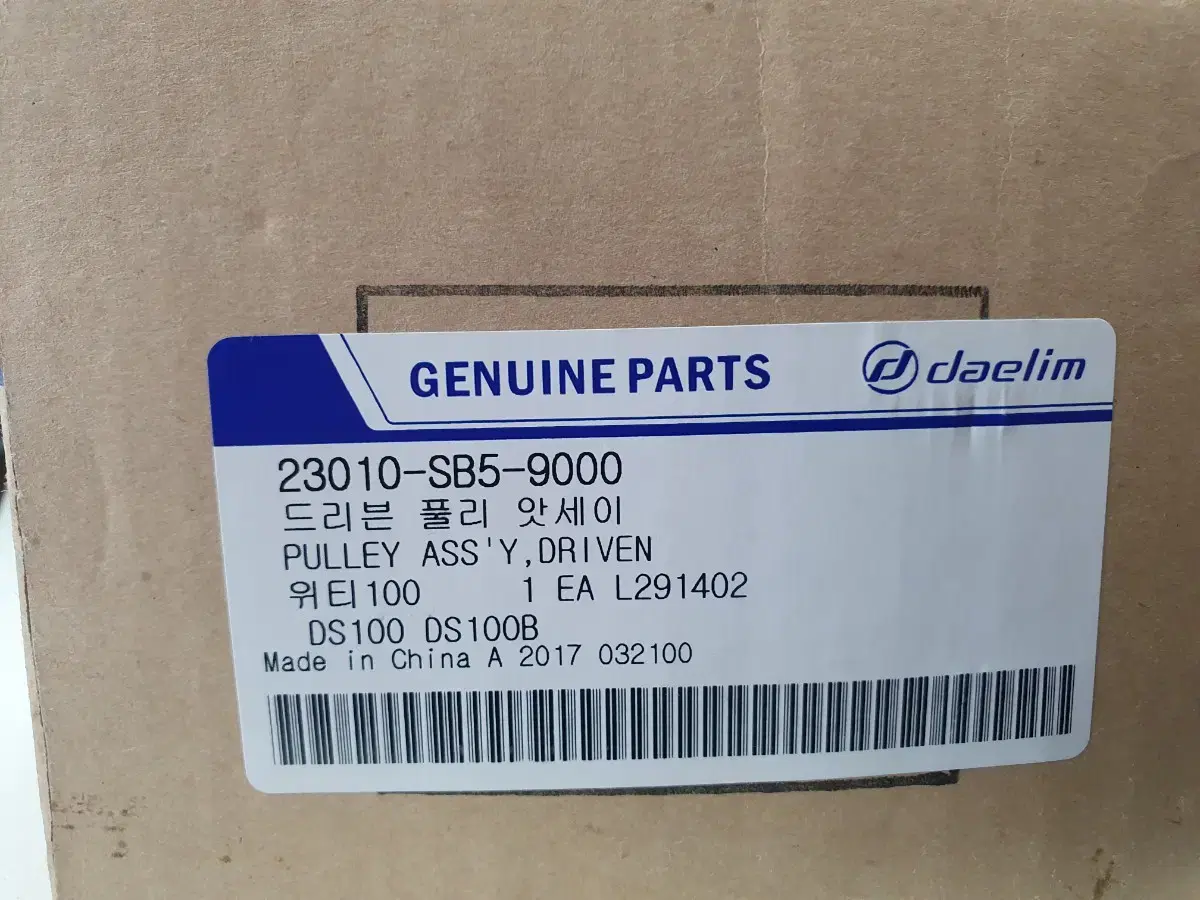 GENUINE PARTS daelim
23010-SB5-9000
드리븐 풀리 앗세이
PULLEY ASS'Y,DRIVEN
위티100 1 EA L291402
DS100 DS100B
Made in China A 2017 032100